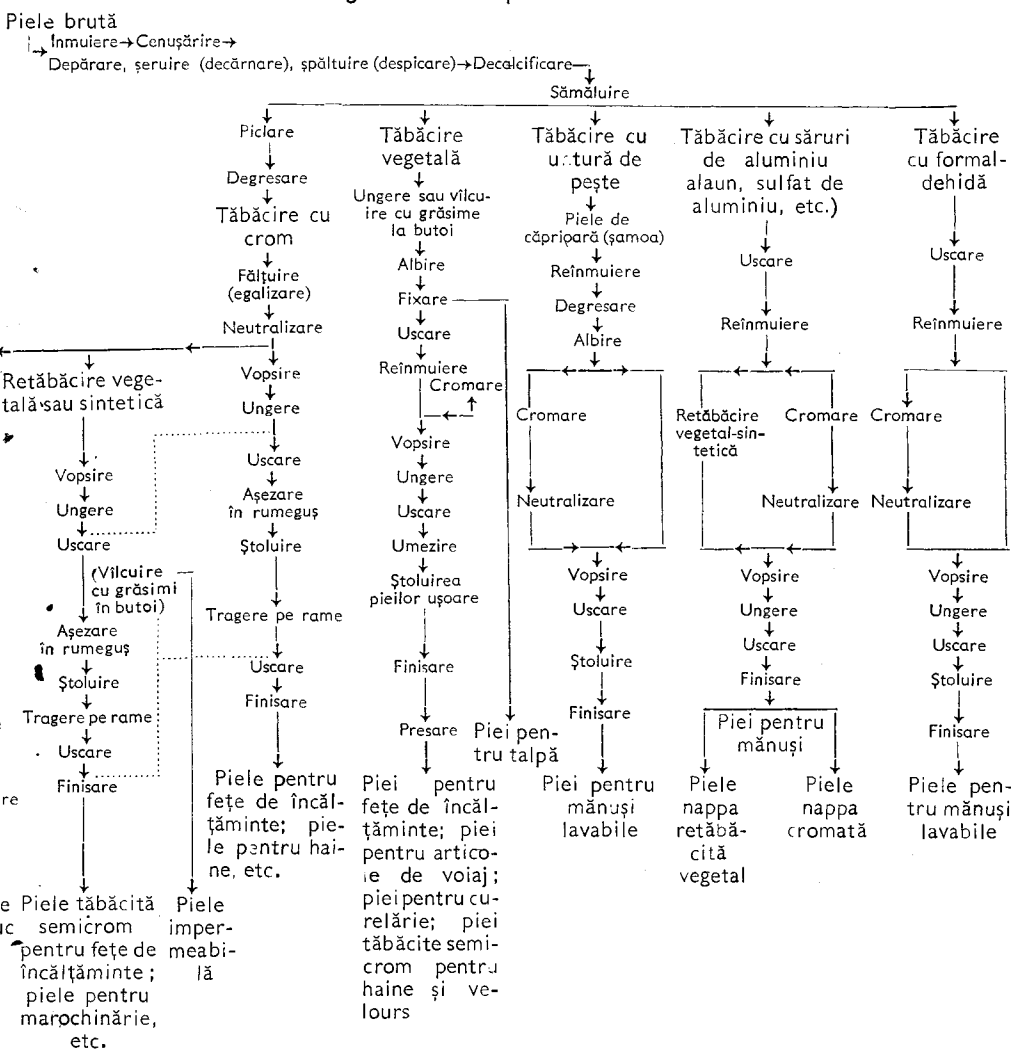 Piele brută
Inmuiere→Cenușărire→
Depărare, șeruire (decărnare), șpăltuire (despicare)→Decalcificare
Sămăluire
Piclare
Degresare
Tăbăcire cu
crom
Fălțuire
(egalizare)
Neutralizare
Retăbăcire vege-
tală sau sintetică
Vopsire
Ungere
Uscare
(Vîlcuire
cu grăsimi
în butoi)
Așezare
în rumeguș
Ștoluire
Tragere pe rame
Uscare
Finisare
Piele tăbăcită
semicrom
pentru fețe de
încălțăminte;
piele pentru
marochinărie,
etc.
Piele
imper-
meabi-
lă
Vopsire
Ungere
Uscare
Așezare
în rumeguș
Ștoluire
Tragere pe rame
Uscare
Finisare
Piele pentru
fețe de încăl-
țăminte; pie-
le pentru hai-
ne, etc.
Tăbăcire
vegetală
Ungere sau vîlcu-
ire cu grăsime
la butoi
Albire
Fixare
Uscare
Reînmuiere
Cromare
Vopsire
Ungere
Uscare
Umezire
Ștoluirea
pieilor ușoare
Finisare
Presare
Piei pentru
fețe de încăl-
țăminte; piei
pentru artico-
le de voiaj;
piei pentru cu-
relărie; piei
tăbăcite semi-
crom pentru
haine și ve-
lours
Piei pen-
tru talpă
Tăbăcire cu
untură de
pește
Piele de
căprioară (șamoa)
Reînmuiere
Degresare
Albire
Cromare
Neutralizare
Vopsire
Uscare
Ștoluire
Finisare
Piei pentru
mănuși
lavabile
Tăbăcire cu săruri
de aluminiu
alaun, sulfat de
aluminiu, etc.)
Uscare
Reînmuiere
Retăbăcire
vegetal-sin-
tetică
Cromare
Neutralizare
Vopsire
Ungere
Uscare
Finisare
Piei pentru
mănuși
Piele
nappa
retăbă-
cită
vegetal
Piele
nappa
cromată
Tăbăcire
cu formal-
dehidă
Uscare
Reînmuiere
Cromare
Neutralizare
Vopsire
Ungere
Uscare
Ștoluire
Finisare
Piele pen-
tru mănuși
lavabile